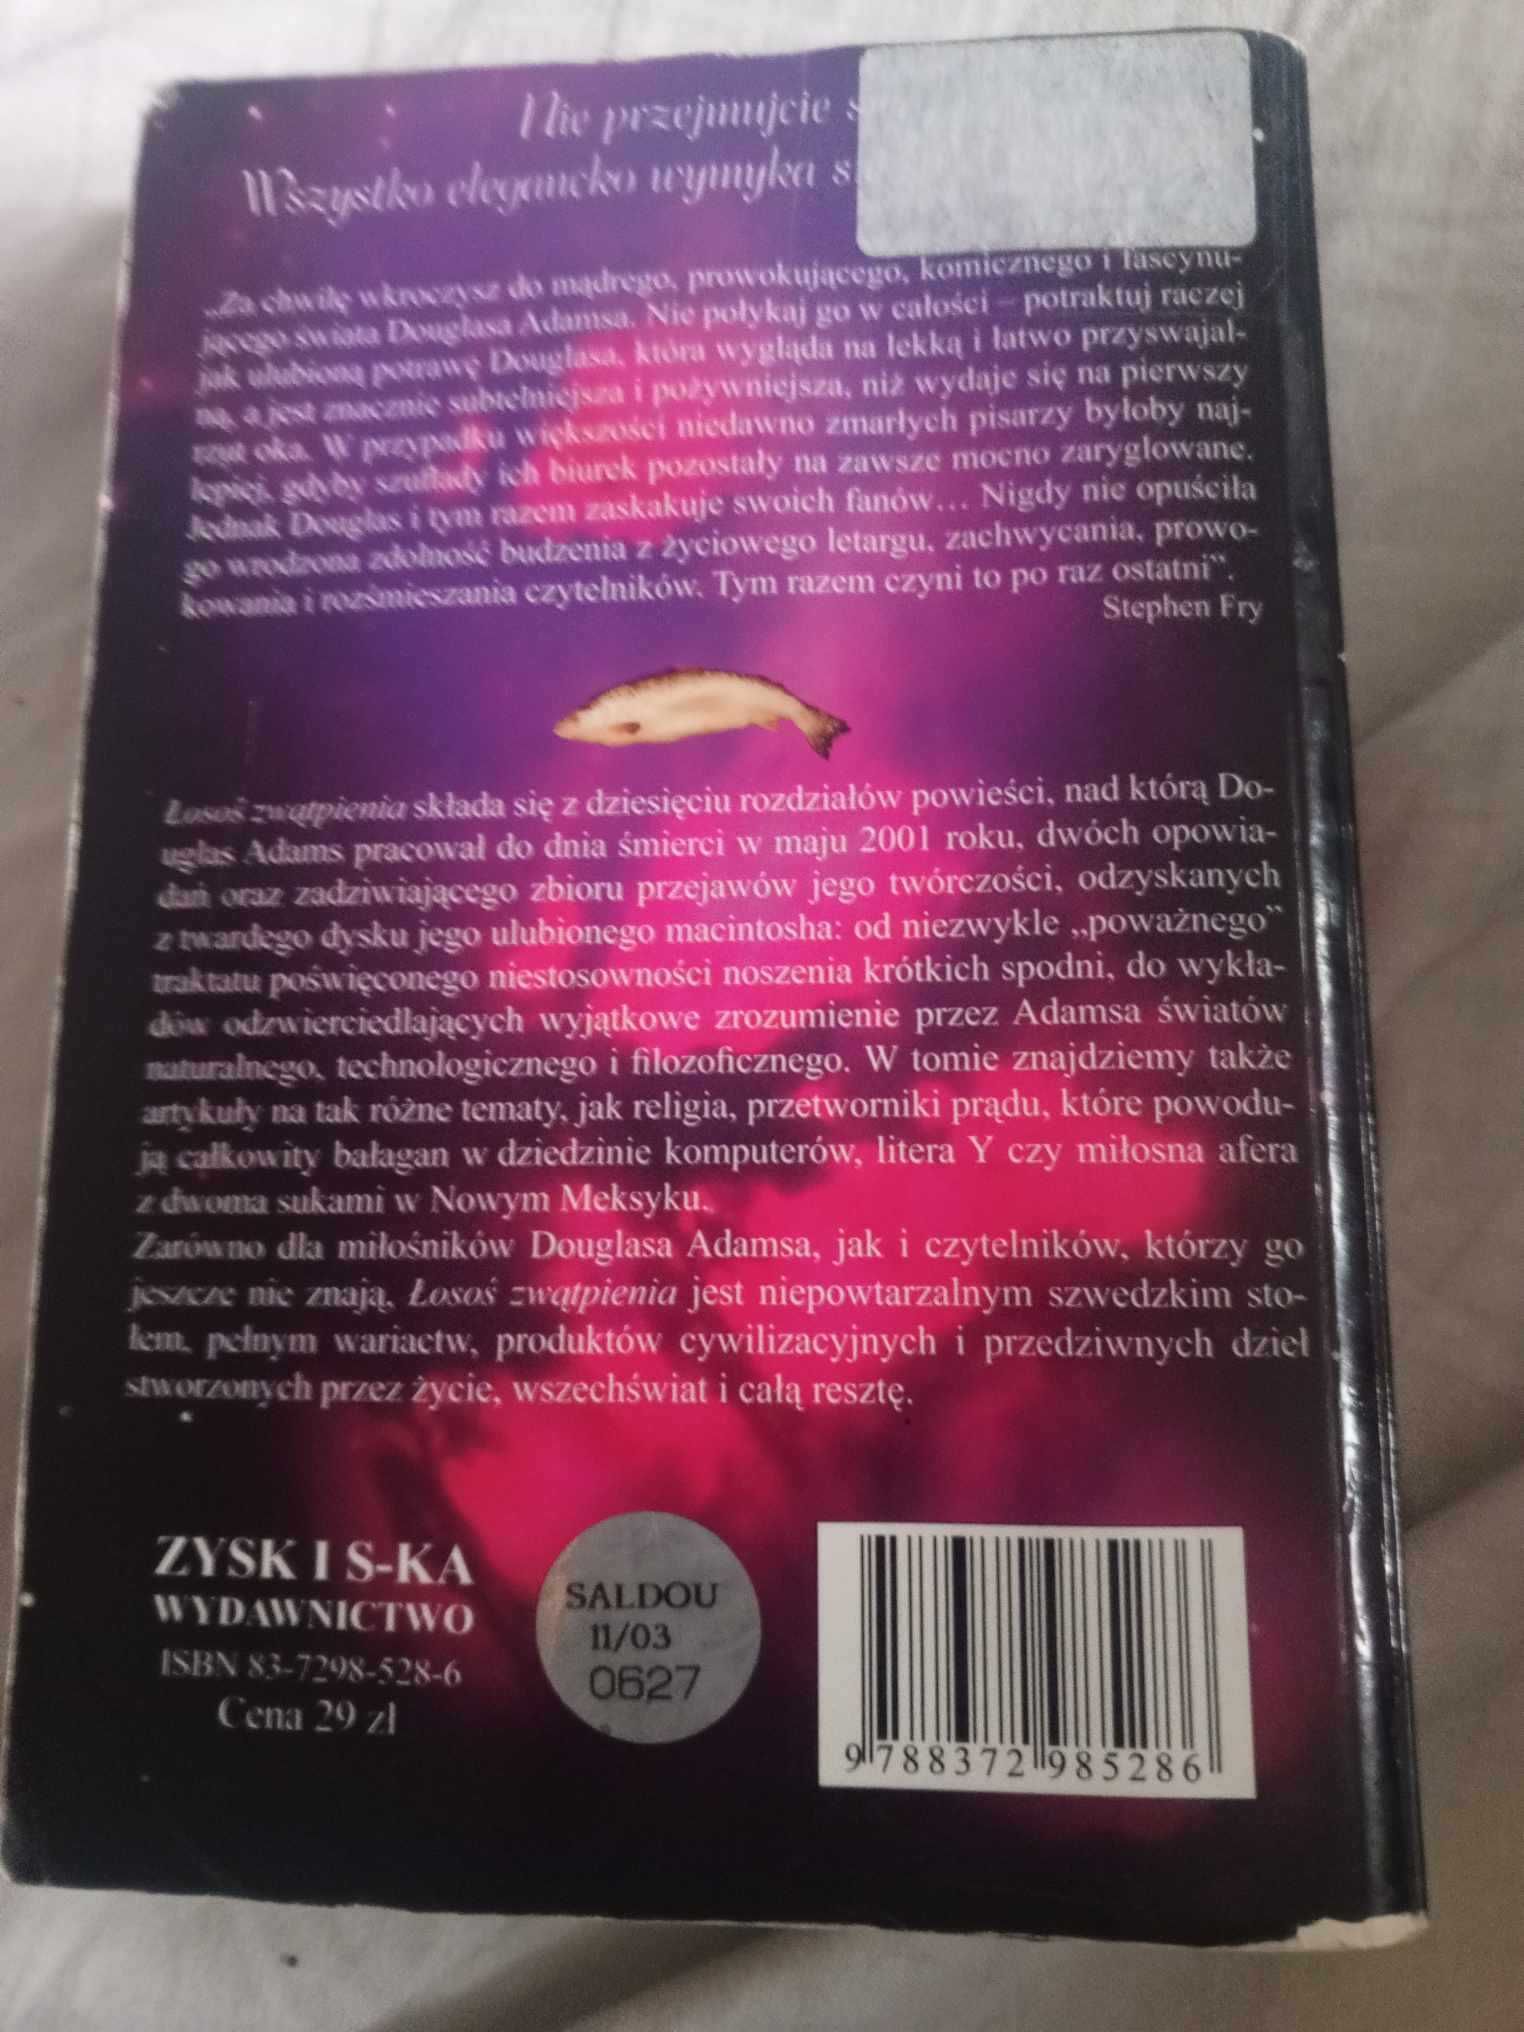 Nie przejmujcie s
Wszystko elegancko wymyka s
„Za chwilę wkroczysz do mądrego, prowokującego, komicznego i fascynu-
jącego świata Douglasa Adamsa. Nie połykaj go w całości – potraktuj raczej
jak ulubioną potrawę Douglasa, która wygląda na lekką i łatwo przyswajal-
ną, a jest znacznie subtelniejsza i pożywniejsza, niż wydaje się na pierwszy
rzut oka. W przypadku większości niedawno zmarłych pisarzy byłoby naj-
lepiej, gdyby szuflady ich biurek pozostały na zawsze mocno zaryglowane.
Jednak Douglas i tym razem zaskakuje swoich fanów... Nigdy nie opuściła
go wrodzona zdolność budzenia z życiowego letargu, zachwycania, prowo-
kowania i rozśmieszania czytelników. Tym razem czyni to po raz ostatni”.
Stephen Fry
Łosoś zwątpienia składa się z dziesięciu rozdziałów powieści, nad którą Do-
uglas Adams pracował do dnia śmierci w maju 2001 roku, dwóch opowia-
dań oraz zadziwiającego zbioru przejawów jego twórczości, odzyskanych
z twardego dysku jego ulubionego macintosha: od niezwykle „poważnego”
traktatu poświęconego niestosowności noszenia krótkich spodni, do wykła-
dów odzwierciedlających wyjątkowe zrozumienie przez Adamsa światów
naturalnego, technologicznego i filozoficznego. W tomie znajdziemy także
artykuły na tak różne tematy, jak religia, przetworniki prądu, które powodu-
ją całkowity bałagan w dziedzinie komputerów, litera Y czy miłosna afera
z dwoma sukami w Nowym Meksyku.
Zarówno dla miłośników Douglasa Adamsa, jak i czytelników, którzy go
jeszcze nie znają, Łosoś zwątpienia jest niepowtarzalnym szwedzkim sto-
łem, pełnym wariactw, produktów cywilizacyjnych i przedziwnych dzieł
stworzonych przez życie, wszechświat i całą resztę.
ZYSK I S-KA
WYDAWNICTWO
ISBN 83-7298-528-6
Cena 29 zł
SALDOU
11/03
0627
9 788372 985286